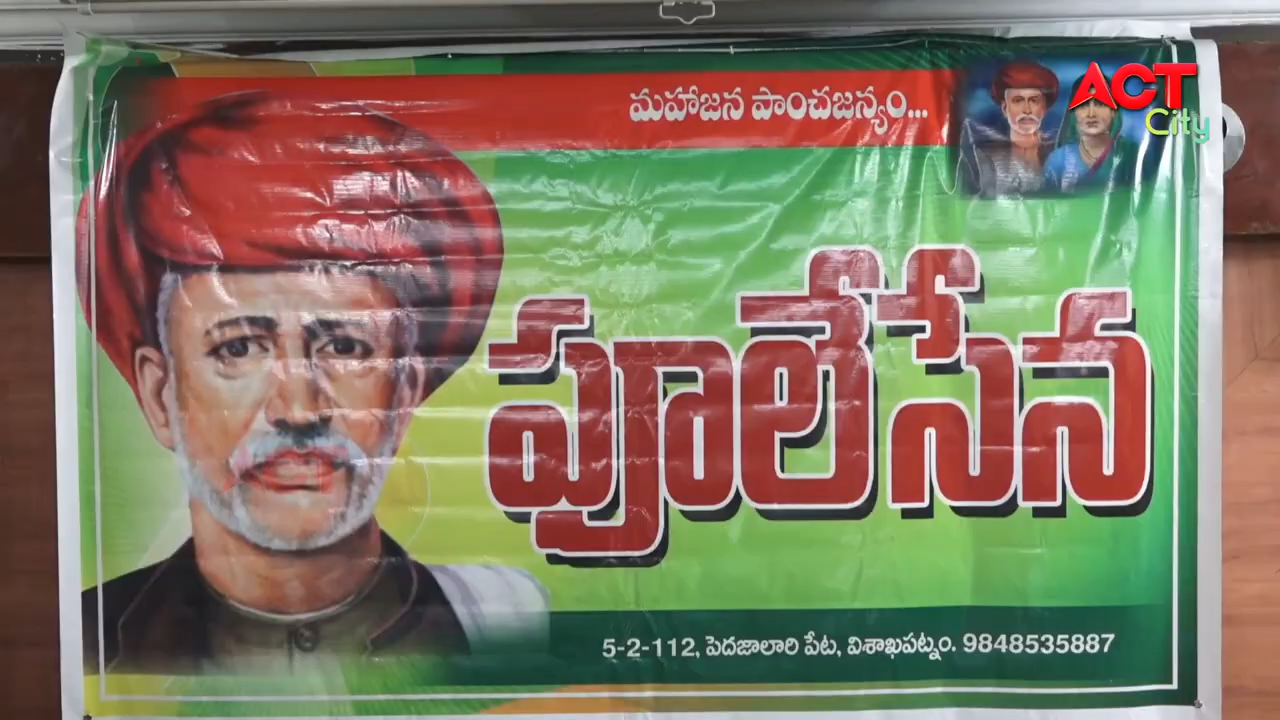 మహాజన పాంచజన్యం...
ACT
City
ఫూలేసేన
5-2-112, పెదజాలారి పేట, విశాఖపట్నం. 9848535887